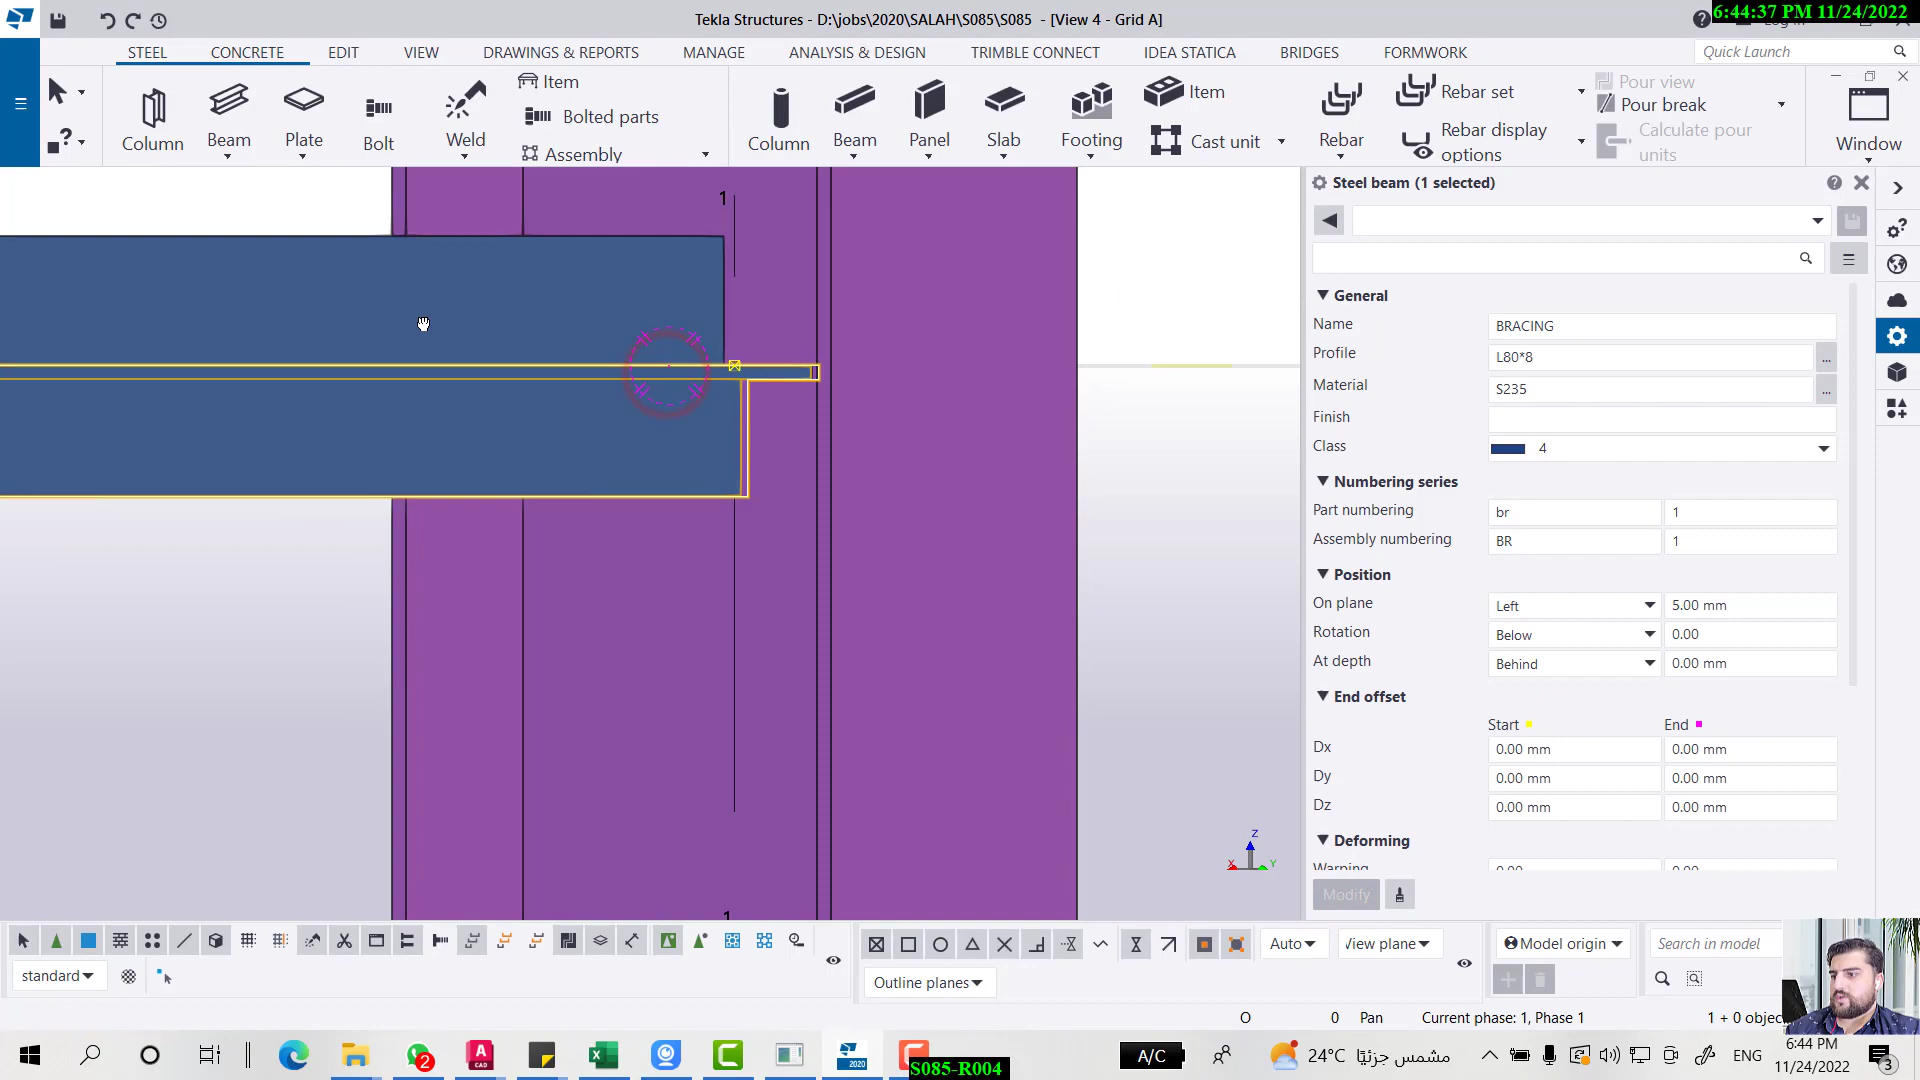 Tekla Structures - D:\jobs\2020\SALAH\S085\S085 - [View 4 - Grid A]
6:44:37 PM 11/24/2022
STEEL CONCRETE EDIT VIEW DRAWINGS & REPORTS MANAGE ANALYSIS & DESIGN TRIMBLE CONNECT IDEA STATICA BRIDGES FORMWORK
Quick Launch
Column Beam Plate Bolt Weld
Item
Bolted parts
Assembly
Column Beam Panel Slab Footing
Item
Cast unit
Rebar
Rebar set
Rebar display options
Pour view
Pour break
Calculate pour units
Window
1
1
Steel beam (1 selected)
General
Name BRACING
Profile L80*8 ...
Material S235 ...
Finish
Class 4
Numbering series
Part numbering br 1
Assembly numbering BR 1
Position
On plane Left 5.00 mm
Rotation Below 0.00
At depth Behind 0.00 mm
End offset
Start End
Dx 0.00 mm 0.00 mm
Dy 0.00 mm 0.00 mm
Dz 0.00 mm 0.00 mm
Deforming
Warping 0.00 0.00
Modify
Z
X Y
standard
Auto
View plane
Outline planes
Model origin
Search in model
O 0 Pan Current phase: 1, Phase 1 1 + 0 objec
2
2020
S085-R004
A/C
24°C مشمس جزئيًا
ENG
6:44 PM
11/24/2022
3